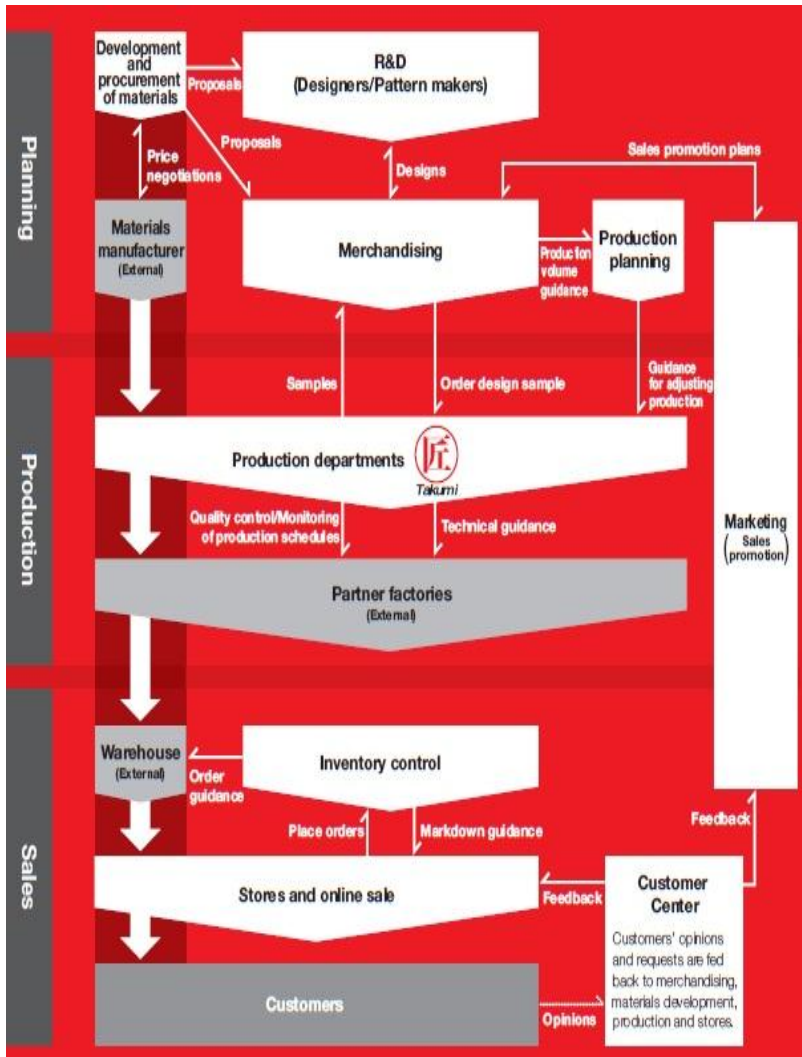 Planning
Development
and
procurement
of materials
Proposals
R&D
(Designers/Pattern makers)
Proposals
Price
negotiations
Designs
Sales promotion plans
Materials
manufacturer
(External)
Merchandising
Production
volume
guidance
Production
planning
Production
Samples
Order design sample
Guidance
for adjusting
production
Production departments
匠
Takumi
Quality control/Monitoring
of production schedules
Technical guidance
Marketing
(Sales
promotion)
Partner factories
(External)
Sales
Warehouse
(External)
Order
guidance
Inventory control
Place orders
Markdown guidance
Feedback
Stores and online sale
Feedback
Customer
Center
Customers' opinions
and requests are fed
back to merchandising,
materials development,
production and stores.
Customers
Opinions